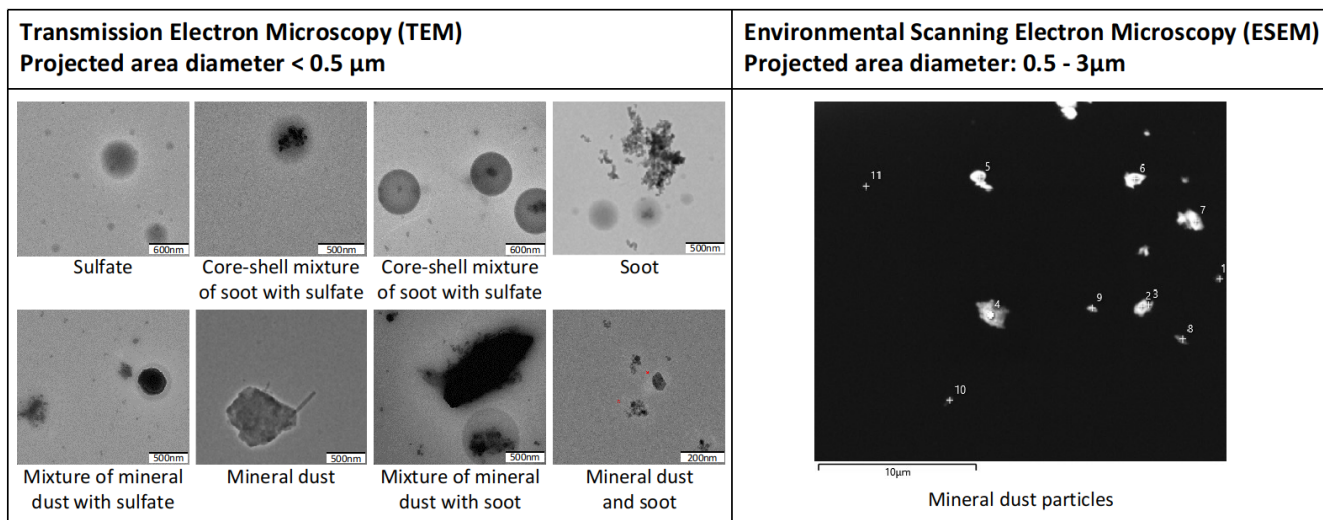 Transmission Electron Microscopy (TEM)
Projected area diameter < 0.5 µm
Environmental Scanning Electron Microscopy (ESEM)
Projected area diameter: 0.5 - 3µm
600nm
500nm
600nm
500nm
Sulfate
Core-shell mixture
of soot with sulfate
Core-shell mixture
of soot with sulfate
Soot
500nm
500nm
500nm
200nm
Mixture of mineral
dust with sulfate
Mineral dust
Mixture of mineral
dust with soot
Mineral dust
and soot
11
5
6
7
1
4
9
2
3
8
10
10µm
Mineral dust particles